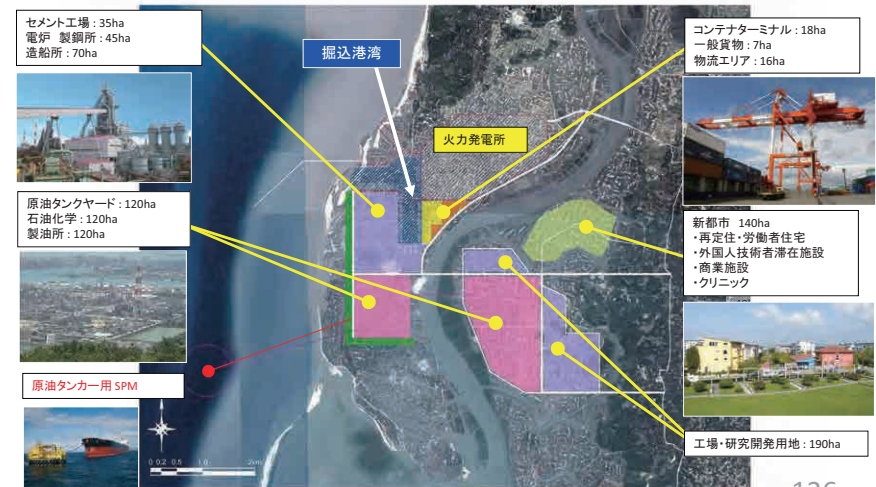 セメント工場 : 35ha
電炉 製鋼所 : 45ha
造船所 : 70ha
掘込港湾
コンテナターミナル : 18ha
一般貨物 : 7ha
物流エリア : 16ha
火力発電所
原油タンクヤード : 120ha
石油化学 : 120ha
製油所 : 120ha
新都市 140ha
・再定住・労働者住宅
・外国人技術者滞在施設
・商業施設
・クリニック
原油タンカー用 SPM
工場・研究開発用地 : 190ha
0 0.2 0.5 1.0 2km